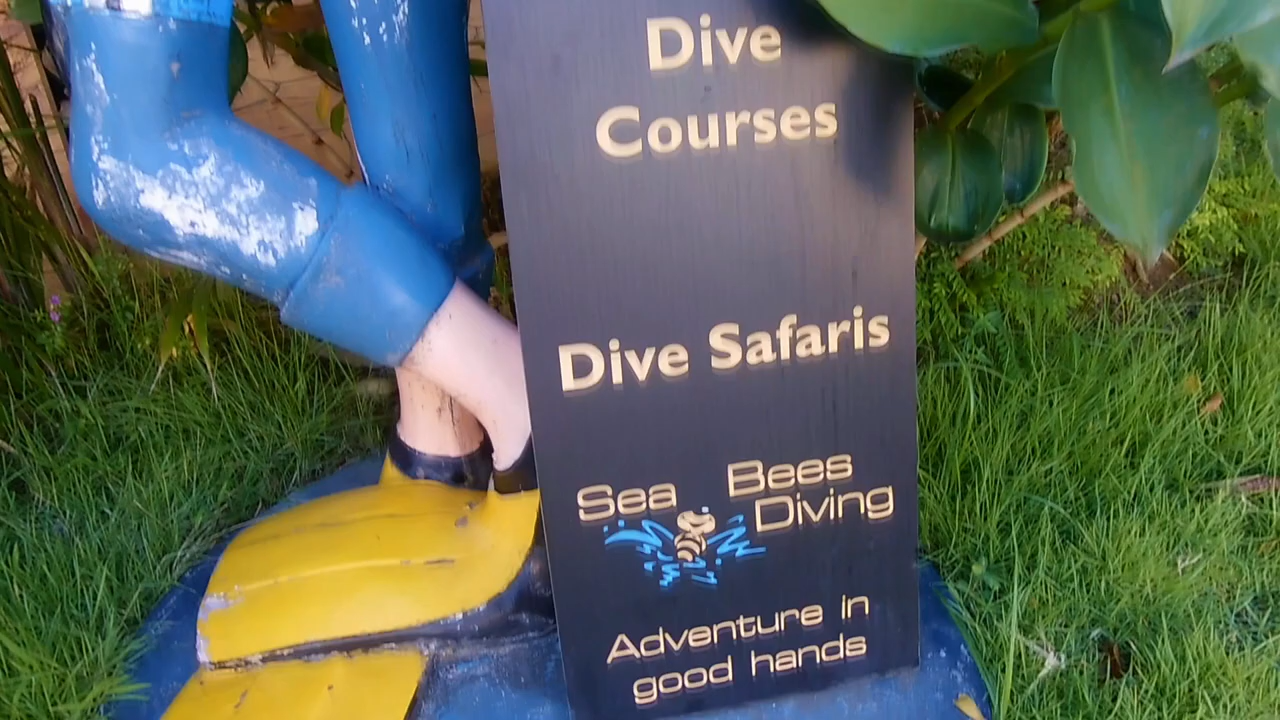 Dive
Courses
Dive Safaris
Sea Bees
Diving
Adventure in
good hands